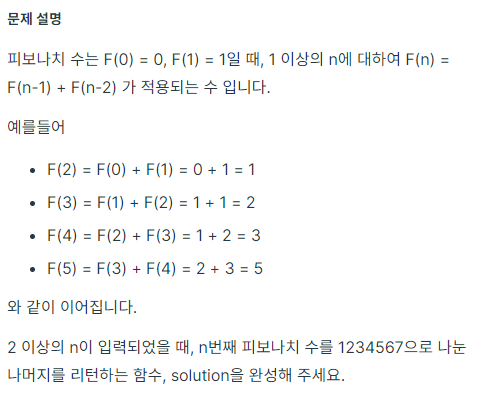 문제 설명
피보나치 수는 F(0) = 0, F(1) = 1일 때, 1 이상의 n에 대하여 F(n) =
F(n-1) + F(n-2) 가 적용되는 수 입니다.
예를들어
• F(2) = F(0) + F(1) = 0 + 1 = 1
• F(3) = F(1) + F(2) = 1 + 1 = 2
• F(4) = F(2) + F(3) = 1 + 2 = 3
• F(5) = F(3) + F(4) = 2 + 3 = 5
와 같이 이어집니다.
2 이상의 n이 입력되었을 때, n번째 피보나치 수를 1234567으로 나눈
나머지를 리턴하는 함수, solution을 완성해 주세요.